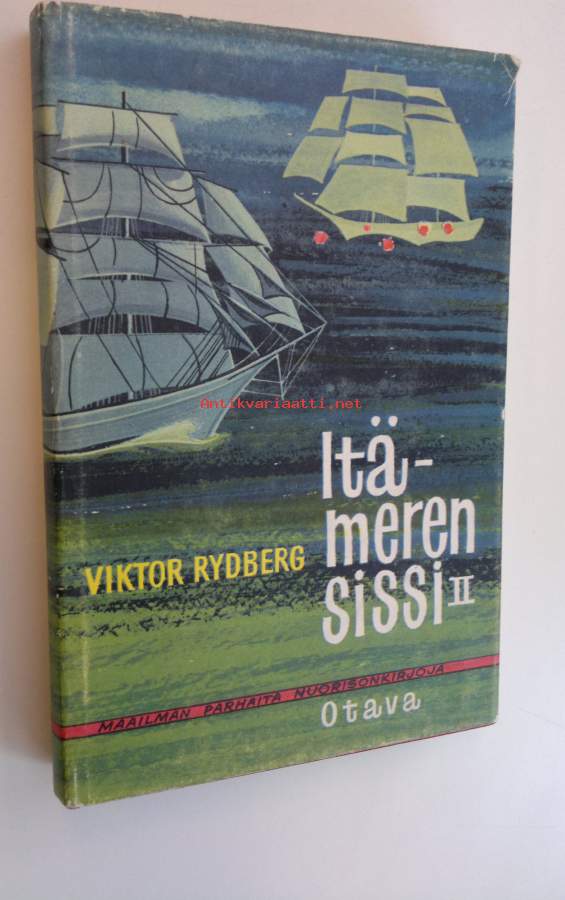 Antikvariaatti.net
Itä-
meren
VIKTOR RYDBERG
sissi II
MAAILMAN PARHAITA NUORISONKIRJOJA
Otava